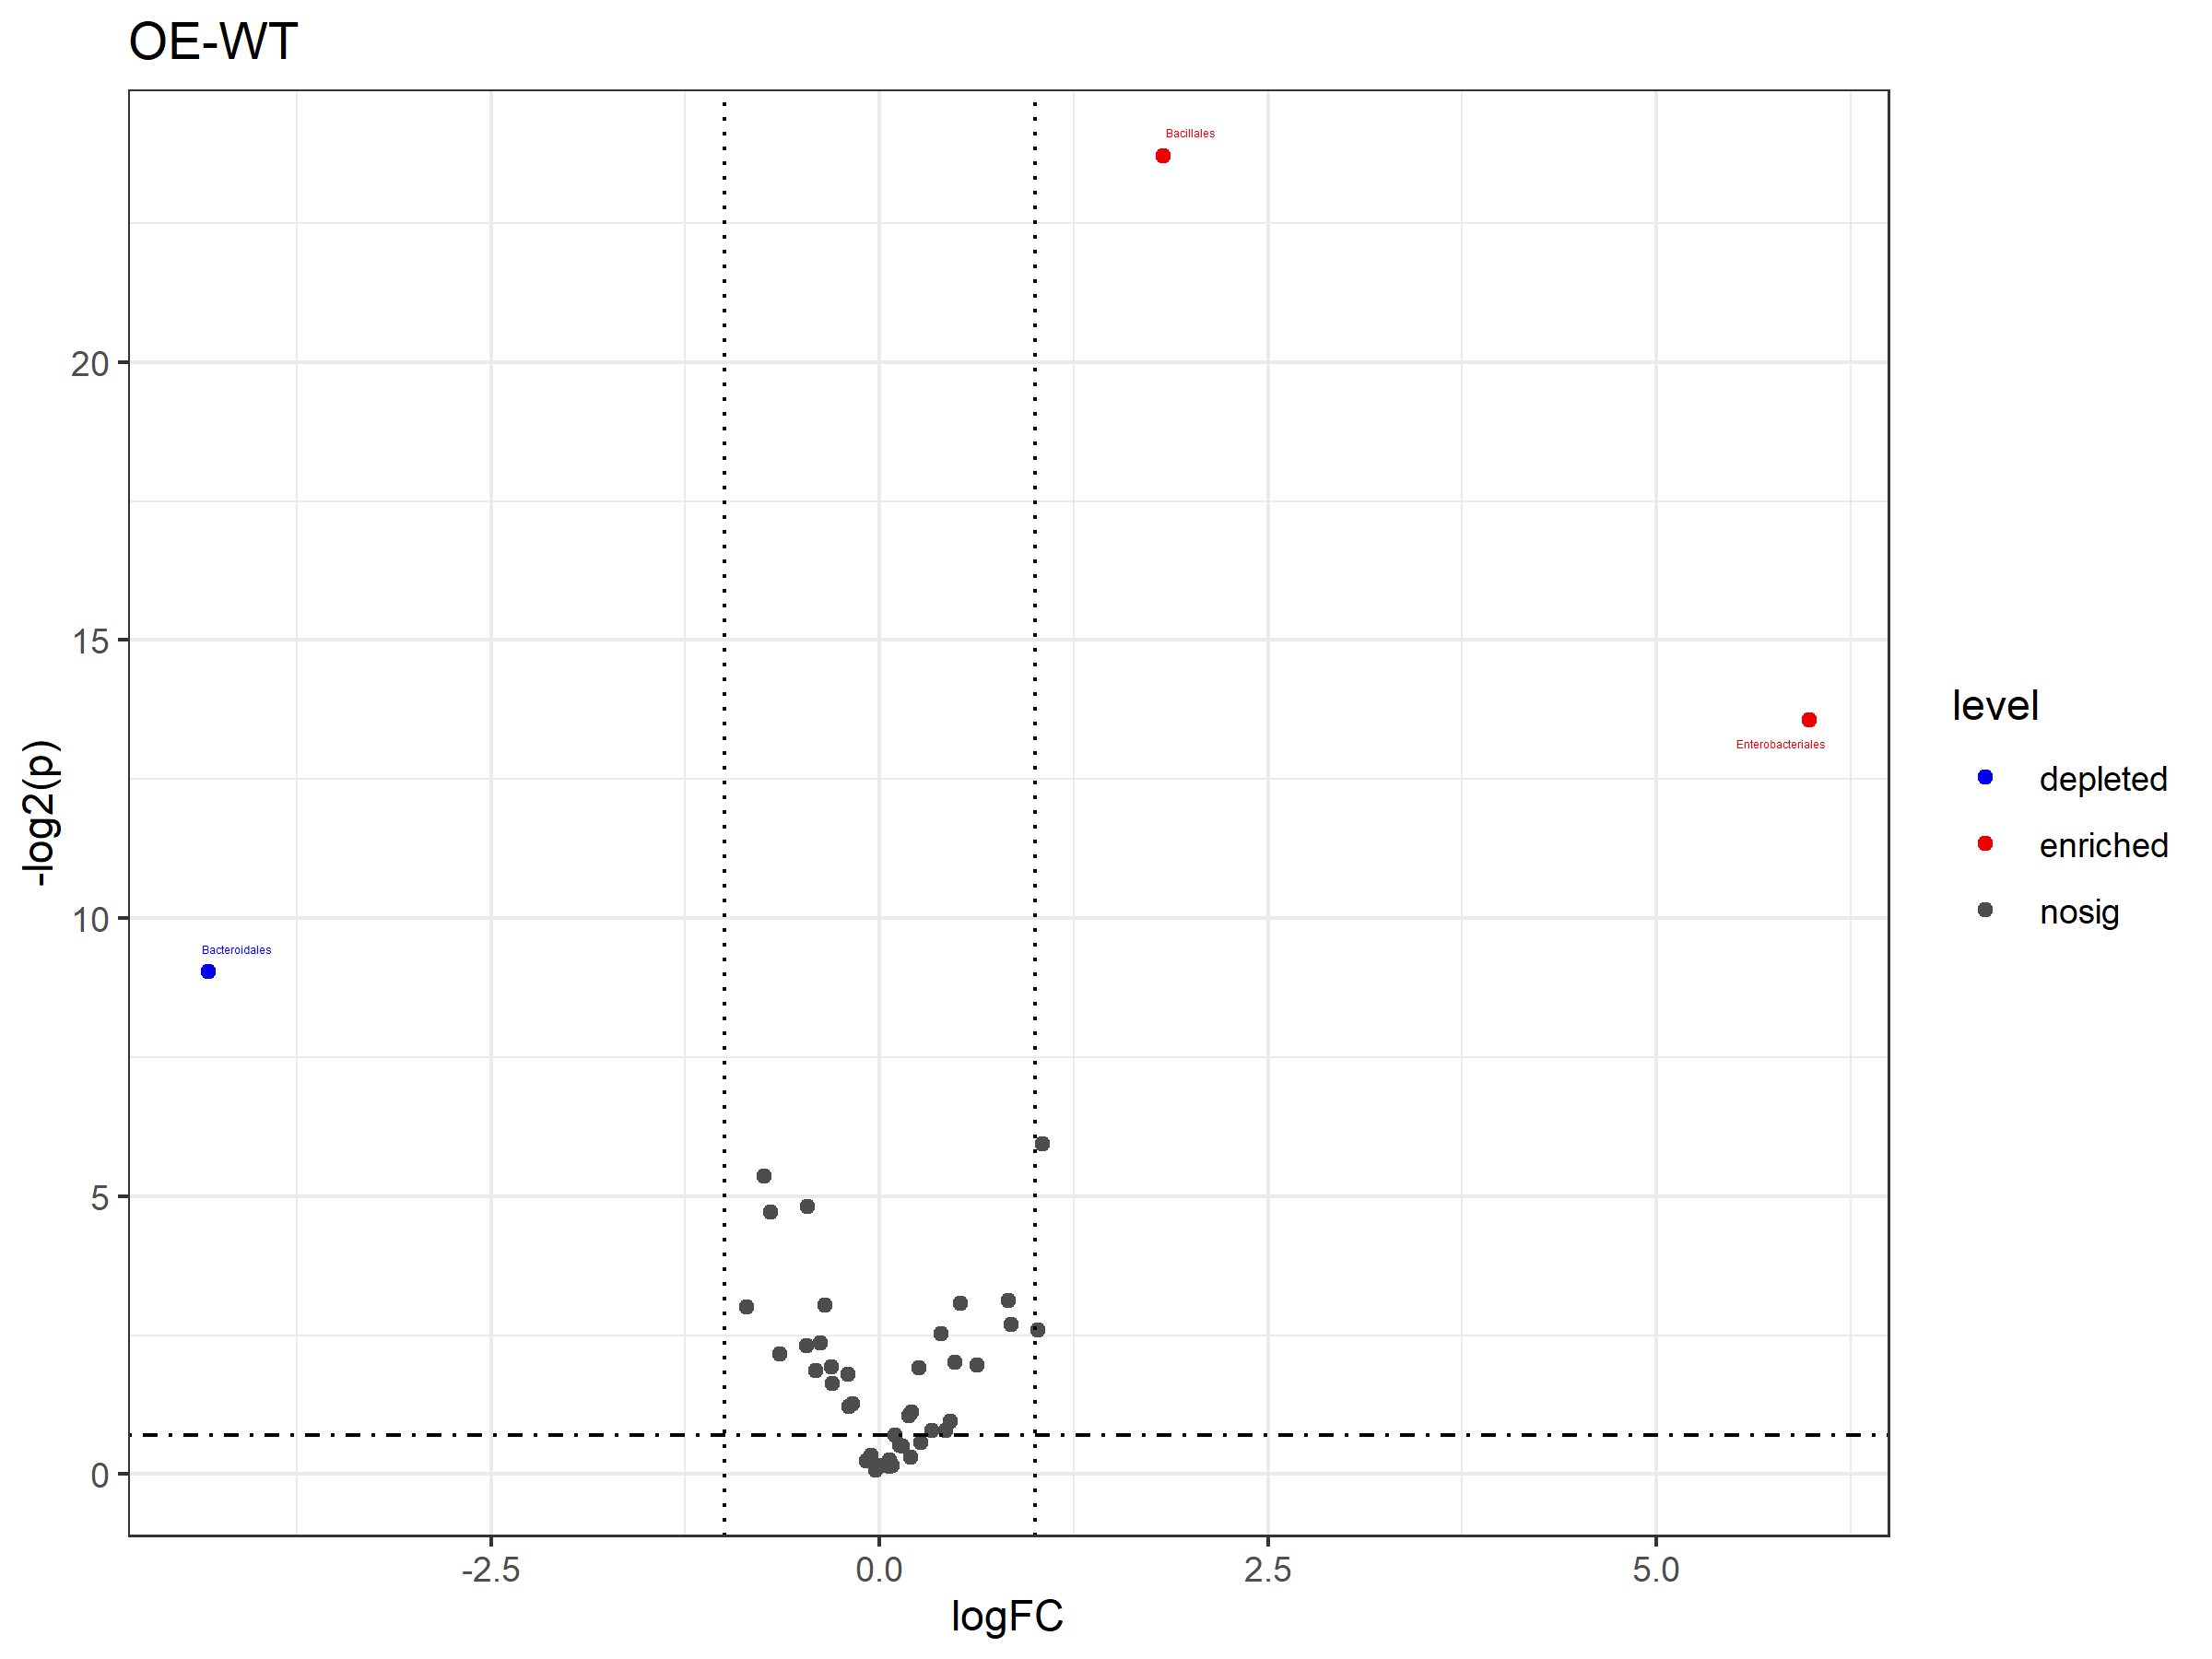 OE-WT
Bacillales
20
15
level
Enterobacteriales
depleted
-log2(p)
enriched
10
nosig
Bacteroidales
5
0
-2.5 0.0 2.5 5.0
logFC